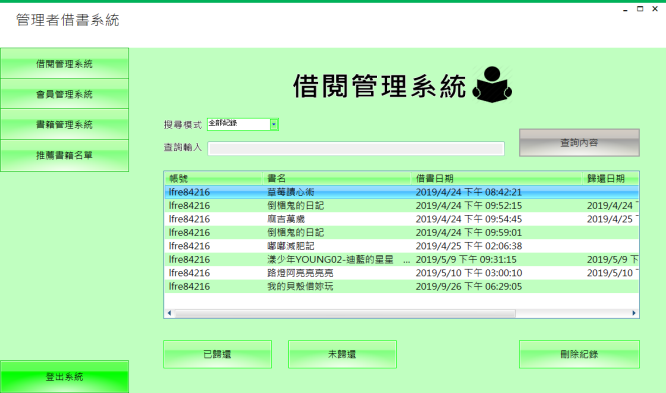 管理者借書系統
借閱管理系統
會員管理系統
書籍管理系統
推薦書籍名單
登出系統
借閱管理系統
搜尋模式 全部紀錄
查詢輸入
查詢內容
帳號 書名 借書日期 歸還日期
lfre84216 草莓讀心術 2019/4/24 下午 08:42:21
lfre84216 倒楣鬼的日記 2019/4/24 下午 09:52:15 2019/4/24
lfre84216 麻吉萬歲 2019/4/24 下午 09:54:45 2019/4/25
lfre84216 倒楣鬼的日記 2019/4/24 下午 09:59:01
lfre84216 嘟嘟減肥記 2019/4/25 下午 02:06:38
lfre84216 漾少年YOUNG02-迪藍的星星 ... 2019/5/9 下午 09:31:15 2019/5/9 下
lfre84216 路燈阿亮亮亮亮 2019/5/10 下午 03:00:10 2019/5/10
lfre84216 我的貝殼借妳玩 2019/9/26 下午 06:29:05
已歸還
未歸還
刪除紀錄